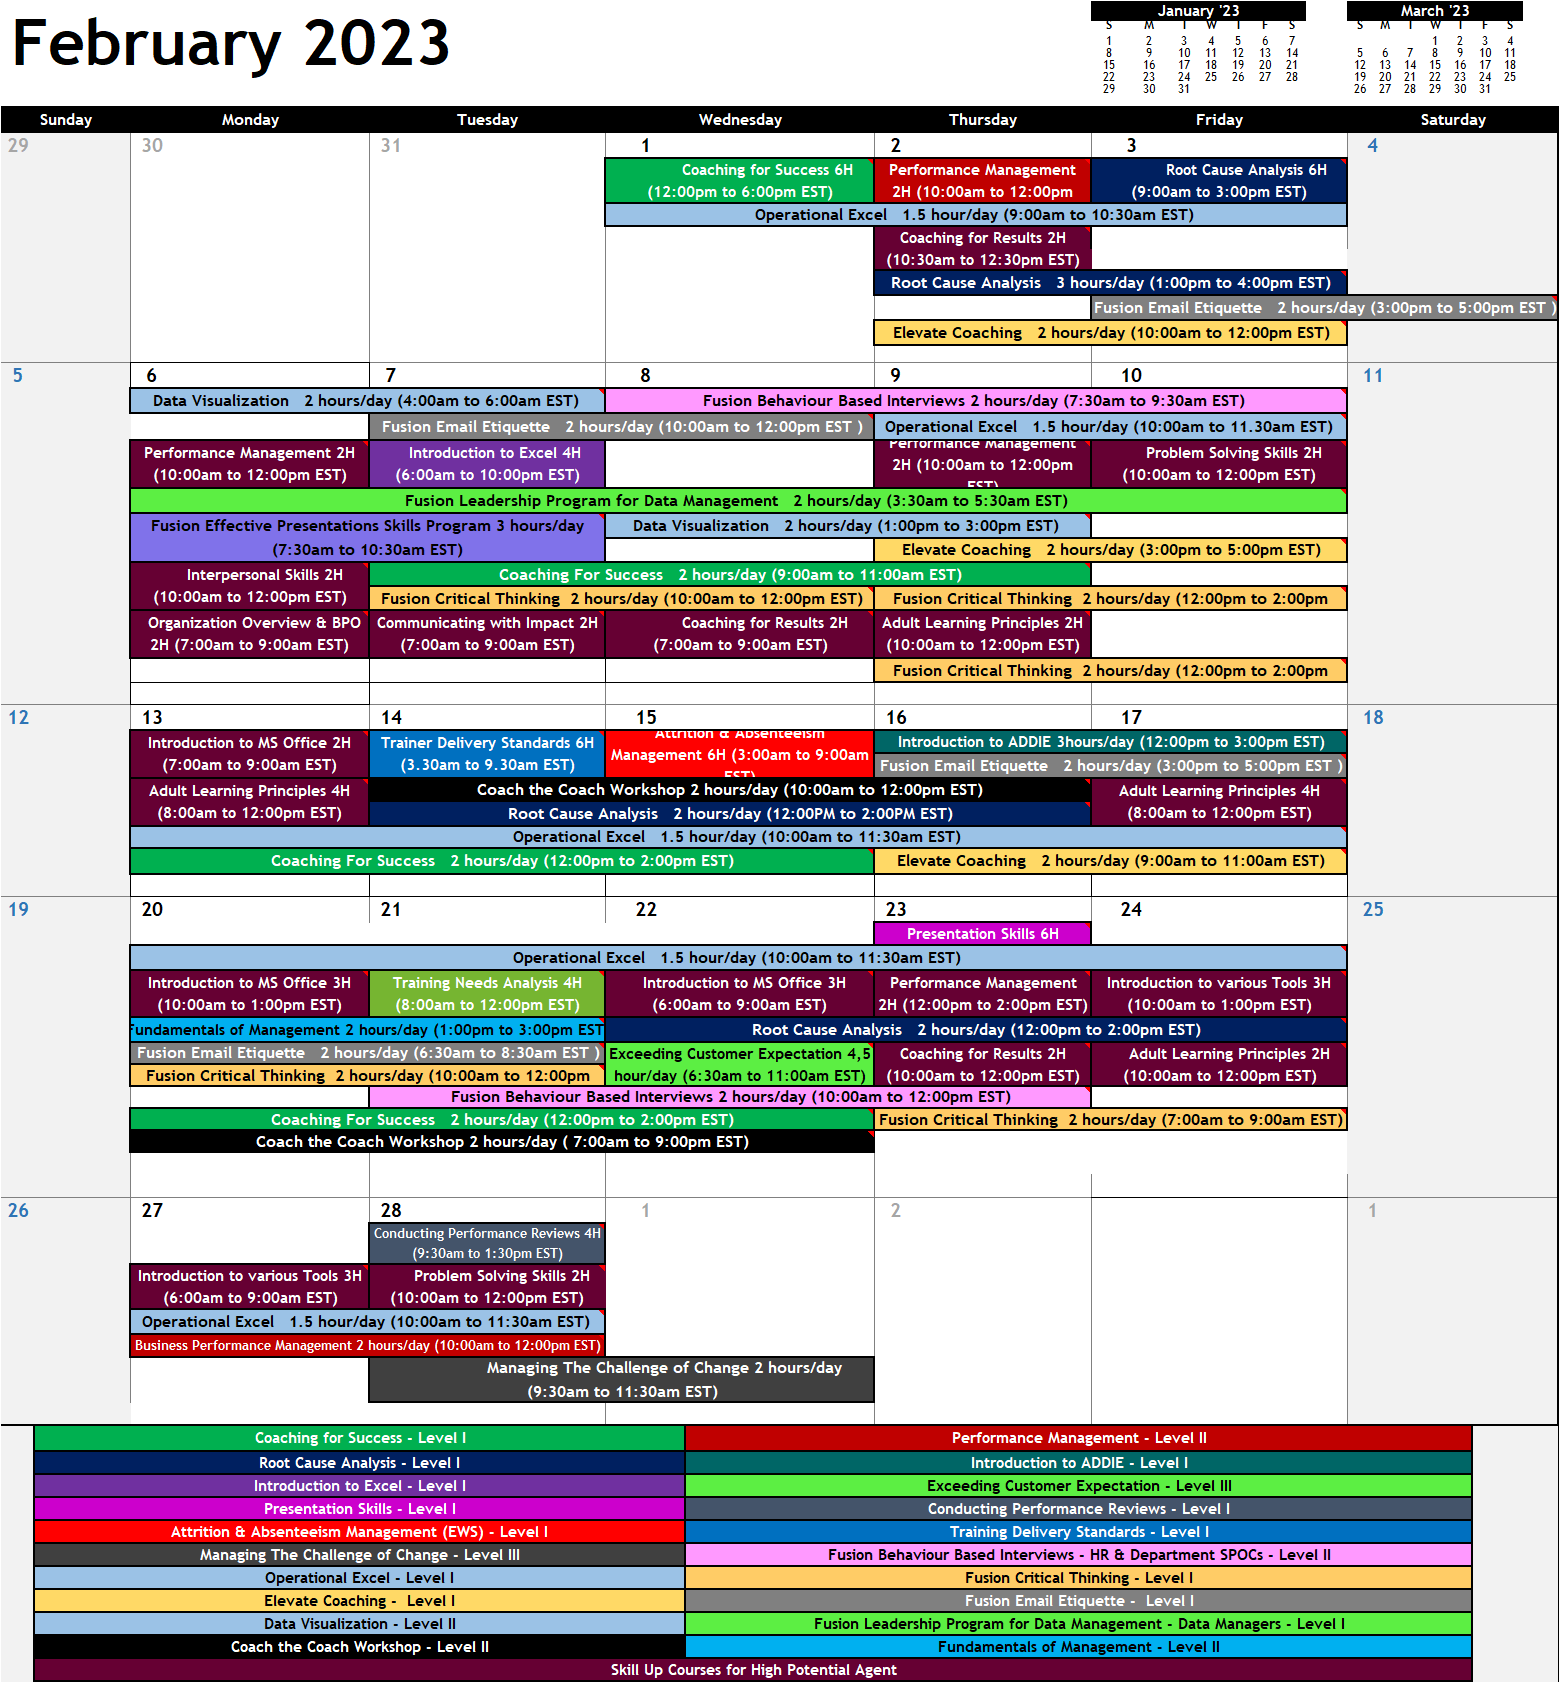 February 2023
January '23
S M T W T F S
1 2 3 4 5 6 7
8 9 10 11 12 13 14
15 16 17 18 19 20 21
22 23 24 25 26 27 28
29 30 31
March '23
S M T W T F S
1 2 3 4
5 6 7 8 9 10 11
12 13 14 15 16 17 18
19 20 21 22 23 24 25
26 27 28 29 30 31
Sunday Monday Tuesday Wednesday Thursday Friday Saturday
29 30 31 1 2 3 4
Coaching for Success 6H
(12:00pm to 6:00pm EST)
Performance Management
2H (10:00am to 12:00pm
Root Cause Analysis 6H
(9:00am to 3:00pm EST)
Operational Excel 1.5 hour/day (9:00am to 10:30am EST)
Coaching for Results 2H
(10:30am to 12:30pm EST)
Root Cause Analysis 3 hours/day (1:00pm to 4:00pm EST)
Fusion Email Etiquette 2 hours/day (3:00pm to 5:00pm EST )
Elevate Coaching 2 hours/day (10:00am to 12:00pm EST)
5 6 7 8 9 10 11
Data Visualization 2 hours/day (4:00am to 6:00am EST)
Fusion Behaviour Based Interviews 2 hours/day (7:30am to 9:30am EST)
Fusion Email Etiquette 2 hours/day (10:00am to 12:00pm EST )
Operational Excel 1.5 hour/day (10:00am to 11.30am EST)
Performance Management 2H
(10:00am to 12:00pm EST)
Introduction to Excel 4H
(6:00am to 10:00pm EST)
Performance Management
2H (10:00am to 12:00pm
EST)
Problem Solving Skills 2H
(10:00am to 12:00pm EST)
Fusion Leadership Program for Data Management 2 hours/day (3:30am to 5:30am EST)
Fusion Effective Presentations Skills Program 3 hours/day
(7:30am to 10:30am EST)
Data Visualization 2 hours/day (1:00pm to 3:00pm EST)
Elevate Coaching 2 hours/day (3:00pm to 5:00pm EST)
Interpersonal Skills 2H
(10:00am to 12:00pm EST)
Coaching For Success 2 hours/day (9:00am to 11:00am EST)
Fusion Critical Thinking 2 hours/day (10:00am to 12:00pm EST)
Fusion Critical Thinking 2 hours/day (12:00pm to 2:00pm
Organization Overview & BPO
2H (7:00am to 9:00am EST)
Communicating with Impact 2H
(7:00am to 9:00am EST)
Coaching for Results 2H
(7:00am to 9:00am EST)
Adult Learning Principles 2H
(10:00am to 12:00pm EST)
Fusion Critical Thinking 2 hours/day (12:00pm to 2:00pm
12 13 14 15 16 17 18
Introduction to MS Office 2H
(7:00am to 9:00am EST)
Trainer Delivery Standards 6H
(3.30am to 9.30am EST)
Attrition & Absenteeism
Management 6H (3:00am to 9:00am
EST)
Introduction to ADDIE 3hours/day (12:00pm to 3:00pm EST)
Fusion Email Etiquette 2 hours/day (3:00pm to 5:00pm EST )
Adult Learning Principles 4H
(8:00am to 12:00pm EST)
Coach the Coach Workshop 2 hours/day (10:00am to 12:00pm EST)
Root Cause Analysis 2 hours/day (12:00PM to 2:00PM EST)
Adult Learning Principles 4H
(8:00am to 12:00pm EST)
Operational Excel 1.5 hour/day (10:00am to 11:30am EST)
Coaching For Success 2 hours/day (12:00pm to 2:00pm EST)
Elevate Coaching 2 hours/day (9:00am to 11:00am EST)
19 20 21 22 23 24 25
Presentation Skills 6H
Operational Excel 1.5 hour/day (10:00am to 11:30am EST)
Introduction to MS Office 3H
(10:00am to 1:00pm EST)
Training Needs Analysis 4H
(8:00am to 12:00pm EST)
Introduction to MS Office 3H
(6:00am to 9:00am EST)
Performance Management
2H (12:00pm to 2:00pm EST)
Introduction to various Tools 3H
(10:00am to 1:00pm EST)
Fundamentals of Management 2 hours/day (1:00pm to 3:00pm EST
Root Cause Analysis 2 hours/day (12:00pm to 2:00pm EST)
Fusion Email Etiquette 2 hours/day (6:30am to 8:30am EST )
Fusion Critical Thinking 2 hours/day (10:00am to 12:00pm
Exceeding Customer Expectation 4,5
hour/day (6:30am to 11:00am EST)
Coaching for Results 2H
(10:00am to 12:00pm EST)
Adult Learning Principles 2H
(10:00am to 12:00pm EST)
Fusion Behaviour Based Interviews 2 hours/day (10:00am to 12:00pm EST)
Coaching For Success 2 hours/day (12:00pm to 2:00pm EST)
Fusion Critical Thinking 2 hours/day (7:00am to 9:00am EST)
Coach the Coach Workshop 2 hours/day ( 7:00am to 9:00pm EST)
26 27 28 1 2 1
Conducting Performance Reviews 4H
(9:30am to 1:30pm EST)
Introduction to various Tools 3H
(6:00am to 9:00am EST)
Problem Solving Skills 2H
(10:00am to 12:00pm EST)
Operational Excel 1.5 hour/day (10:00am to 11:30am EST)
Business Performance Management 2 hours/day (10:00am to 12:00pm EST)
Managing The Challenge of Change 2 hours/day
(9:30am to 11:30am EST)
Coaching for Success - Level I
Performance Management - Level II
Root Cause Analysis - Level I
Introduction to ADDIE - Level I
Introduction to Excel - Level I
Exceeding Customer Expectation - Level III
Presentation Skills - Level I
Conducting Performance Reviews - Level I
Attrition & Absenteeism Management (EWS) - Level I
Training Delivery Standards - Level I
Managing The Challenge of Change - Level III
Fusion Behaviour Based Interviews - HR & Department SPOCs - Level II
Operational Excel - Level I
Fusion Critical Thinking - Level I
Elevate Coaching - Level I
Fusion Email Etiquette - Level I
Data Visualization - Level II
Fusion Leadership Program for Data Management - Data Managers - Level I
Coach the Coach Workshop - Level II
Fundamentals of Management - Level II
Skill Up Courses for High Potential Agent